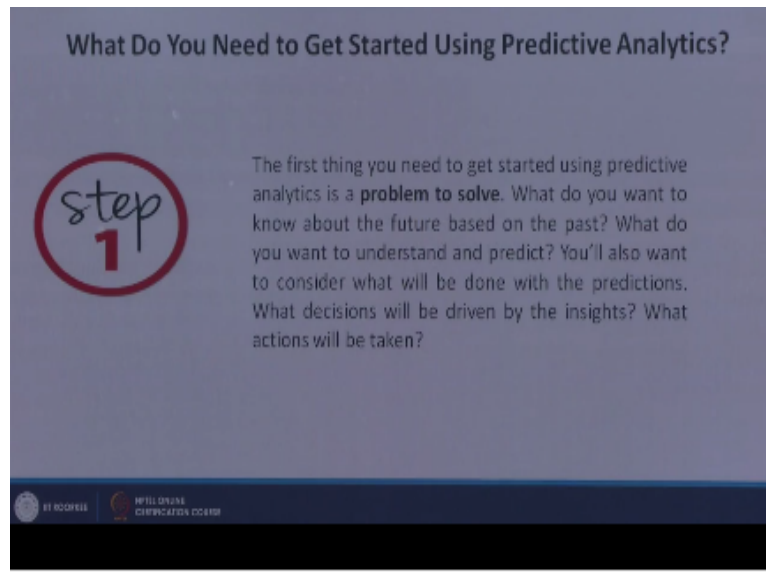 What Do You Need to Get Started Using Predictive Analytics?
step
1
The first thing you need to get started using predictive
analytics is a problem to solve. What do you want to
know about the future based on the past? What do
you want to understand and predict? You'll also want
to consider what will be done with the predictions.
What decisions will be driven by the insights? What
actions will be taken?
IIT ROORKEE
NPTEL ONLINE
CERTIFICATION COURSE